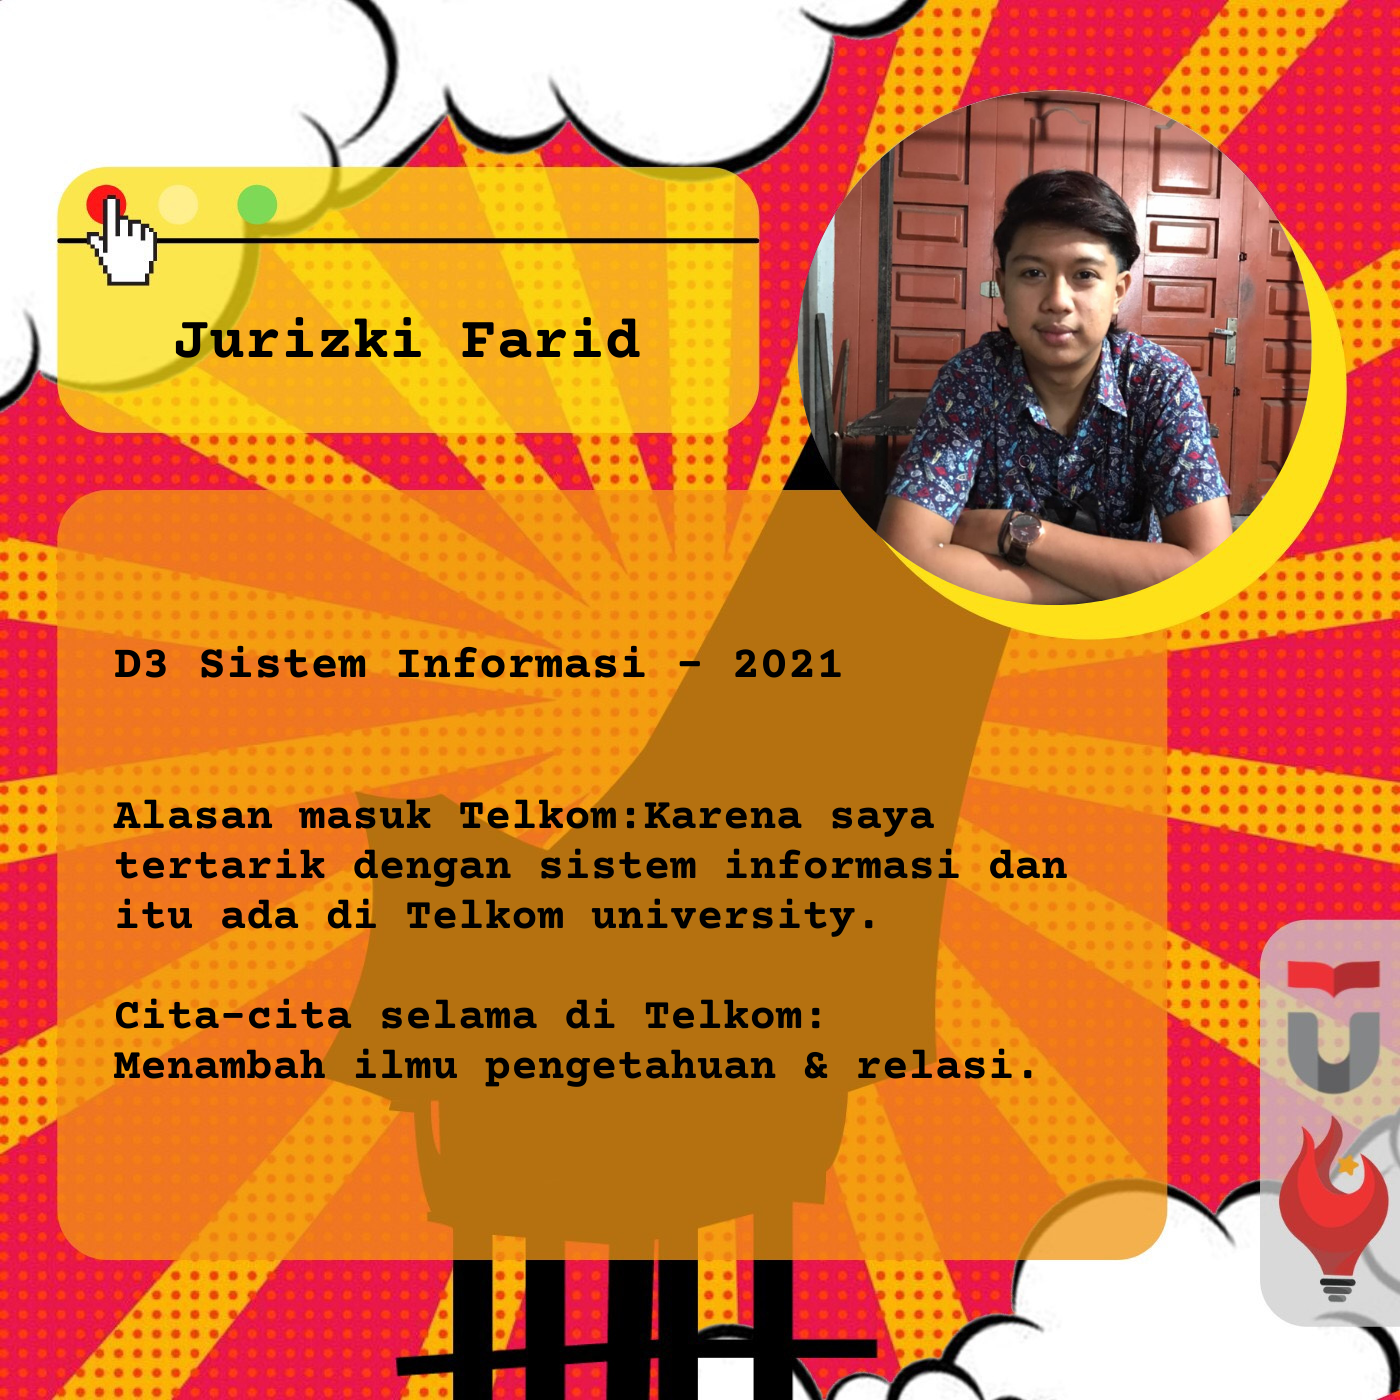 Jurizki Farid
D3 Sistem Informasi - 2021
Alasan masuk Telkom:Karena saya
tertarik dengan sistem informasi dan
itu ada di Telkom university.
Cita-cita selama di Telkom:
Menambah ilmu pengetahuan & relasi.